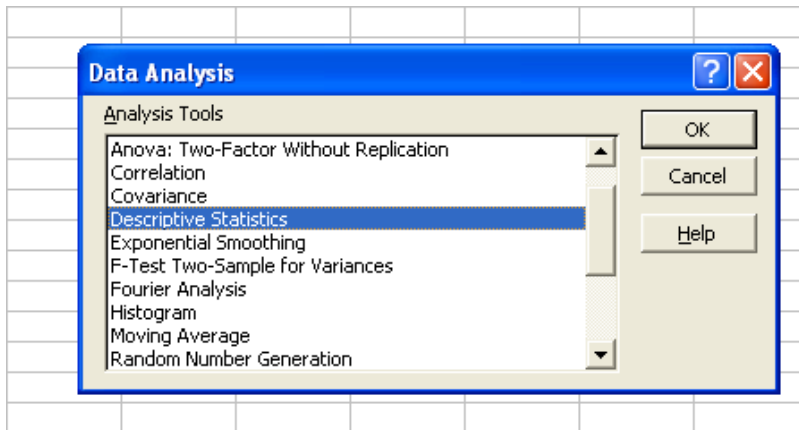 Data Analysis
Analysis Tools
Anova: Two-Factor Without Replication
Correlation
Covariance
Descriptive Statistics
Exponential Smoothing
F-Test Two-Sample for Variances
Fourier Analysis
Histogram
Moving Average
Random Number Generation
OK
Cancel
Help